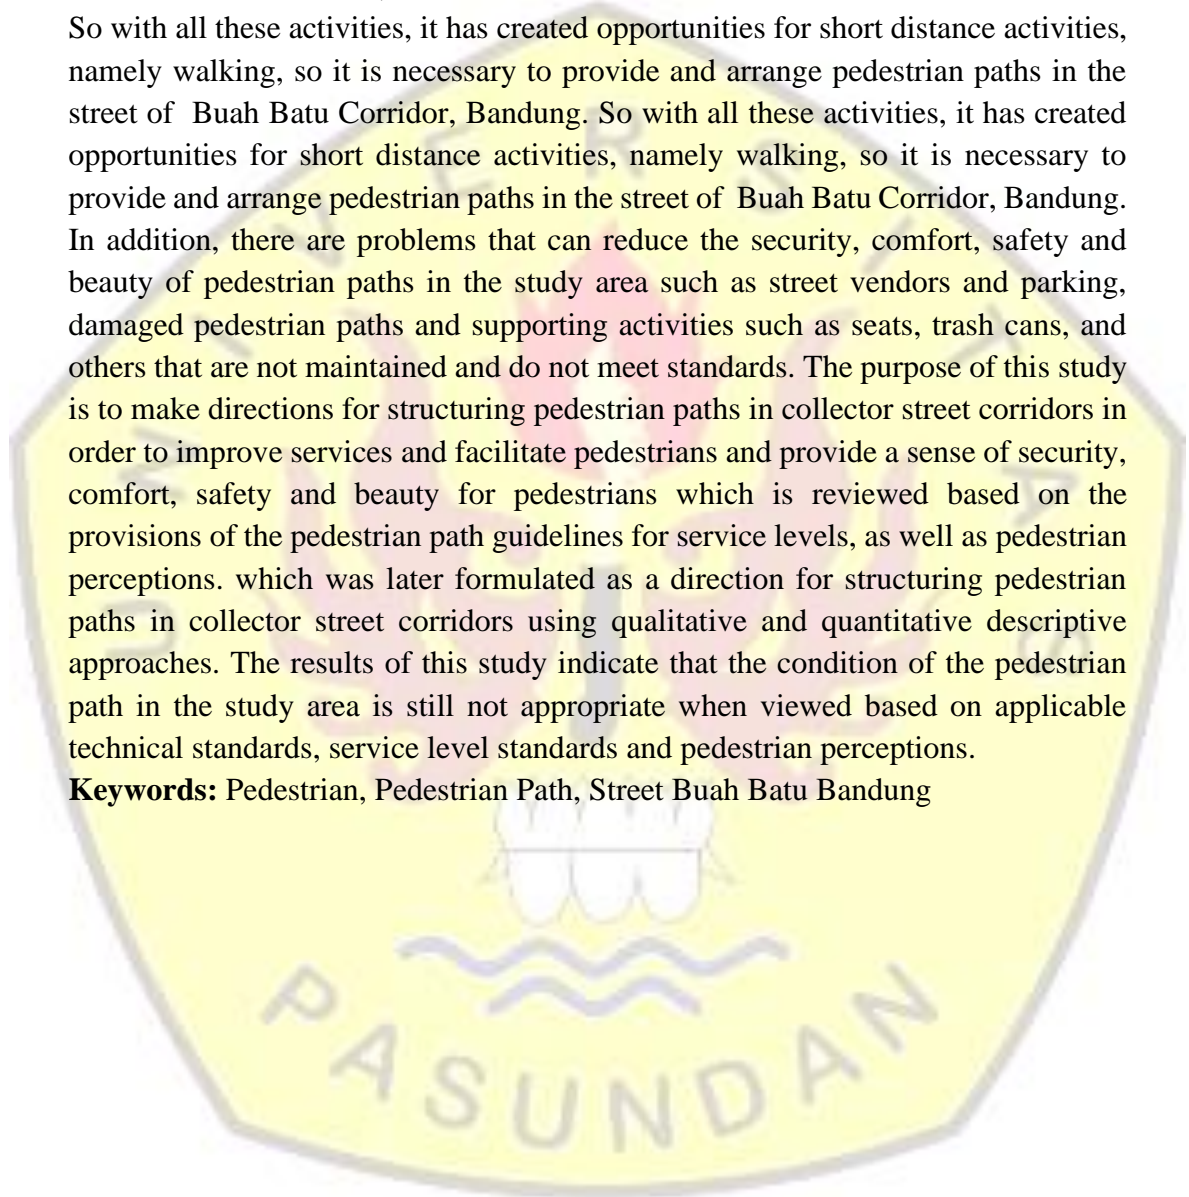 So with all these activities, it has created opportunities for short distance activities,
namely walking, so it is necessary to provide and arrange pedestrian paths in the
street of Buah Batu Corridor, Bandung. So with all these activities, it has created
opportunities for short distance activities, namely walking, so it is necessary to
provide and arrange pedestrian paths in the street of Buah Batu Corridor, Bandung.
In addition, there are problems that can reduce the security, comfort, safety and
beauty of pedestrian paths in the study area such as street vendors and parking,
damaged pedestrian paths and supporting activities such as seats, trash cans, and
others that are not maintained and do not meet standards. The purpose of this study
is to make directions for structuring pedestrian paths in collector street corridors in
order to improve services and facilitate pedestrians and provide a sense of security,
comfort, safety and beauty for pedestrians which is reviewed based on the
provisions of the pedestrian path guidelines for service levels, as well as pedestrian
perceptions. which was later formulated as a direction for structuring pedestrian
paths in collector street corridors using qualitative and quantitative descriptive
approaches. The results of this study indicate that the condition of the pedestrian
path in the study area is still not appropriate when viewed based on applicable
technical standards, service level standards and pedestrian perceptions.
Keywords: Pedestrian, Pedestrian Path, Street Buah Batu Bandung
UNIVERSITAS
PASUNDAN